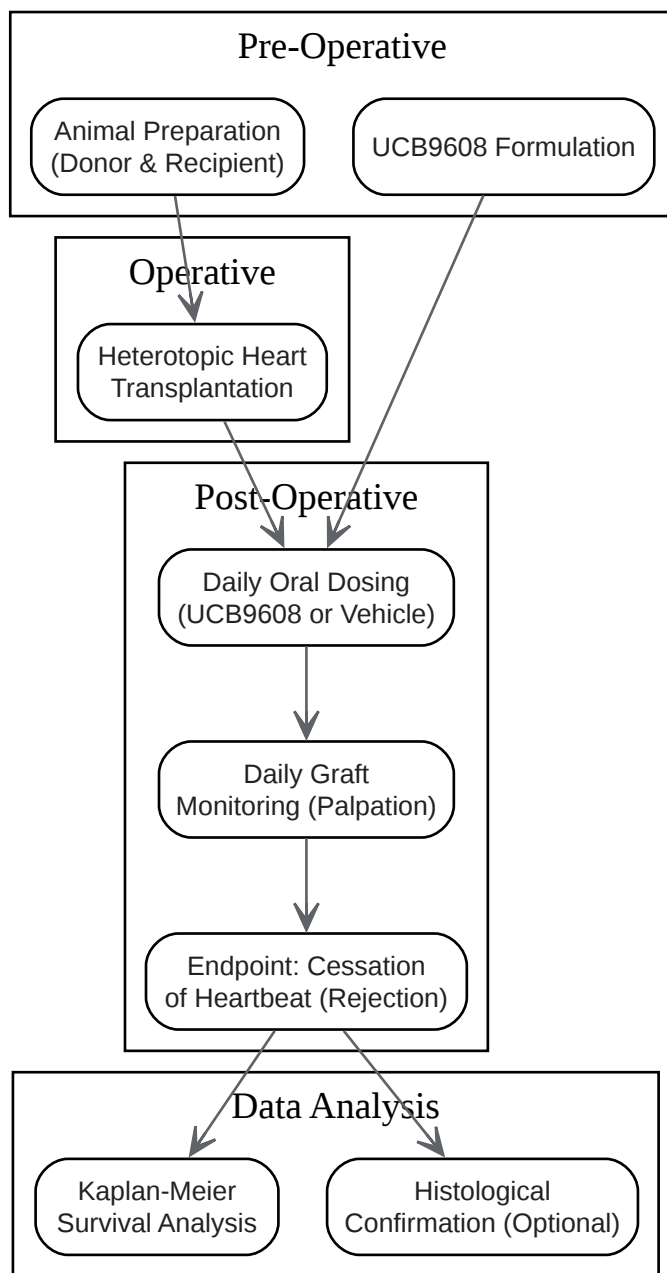 Pre-Operative
Animal Preparation
(Donor & Recipient)
UCB9608 Formulation
Operative
Heterotopic Heart
Transplantation
Post-Operative
Daily Oral Dosing
(UCB9608 or Vehicle)
Daily Graft
Monitoring (Palpation)
Endpoint: Cessation
of Heartbeat (Rejection)
Data Analysis
Kaplan-Meier
Survival Analysis
Histological
Confirmation (Optional)